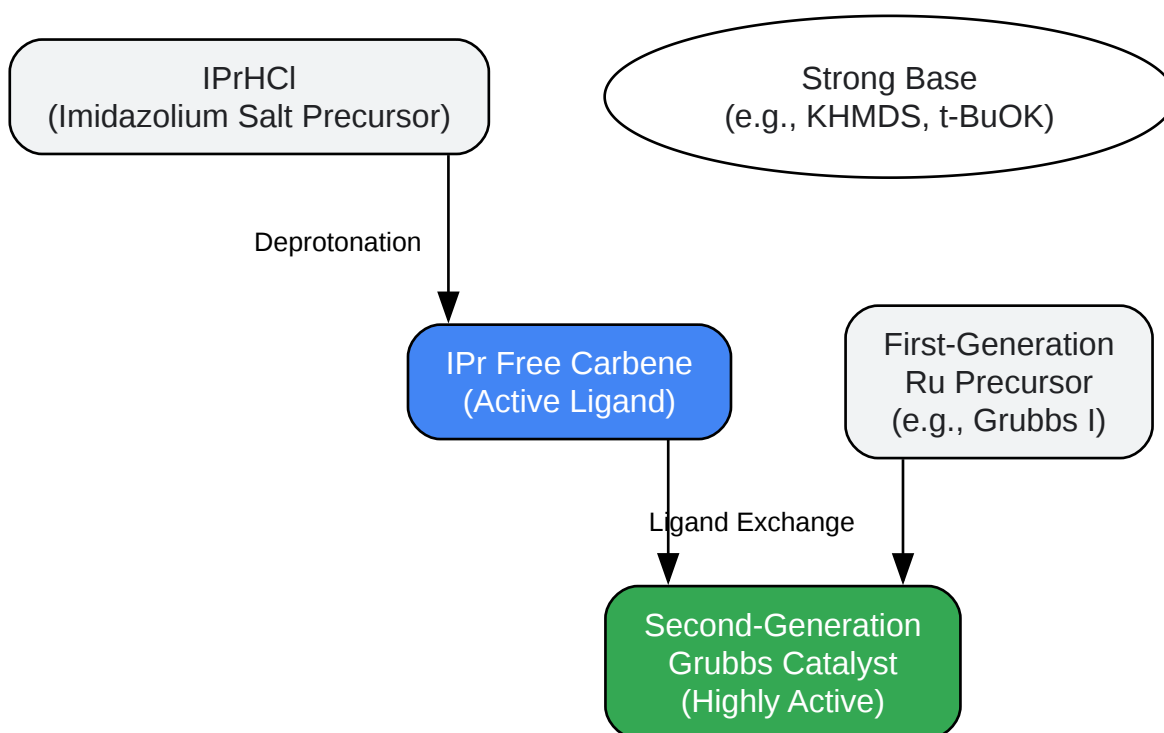 IPrHCl
(Imidazolium Salt Precursor)
Strong Base
(e.g., KHMDS, t-BuOK)
Deprotonation
IPr Free Carbene
(Active Ligand)
First-Generation
Ru Precursor
(e.g., Grubbs I)
Ligand Exchange
Second-Generation
Grubbs Catalyst
(Highly Active)